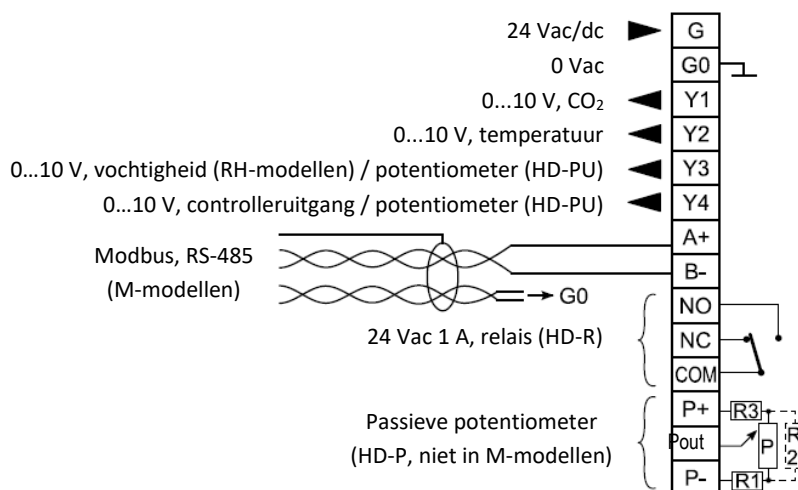 24 Vac/dc G
0 Vac G0
0...10 V, CO₂ Y1
0...10 V, temperatuur Y2
0...10 V, vochtigheid (RH-modellen) / potentiometer (HD-PU) Y3
0...10 V, controlleruitgang / potentiometer (HD-PU) Y4
A+
Modbus, RS-485
(M-modellen)
B-
G0
NO
24 Vac 1 A, relais (HD-R) NC
COM
P+ R3
Passieve potentiometer
(HD-P, niet in M-modellen)
Pout P R
2
P- R1